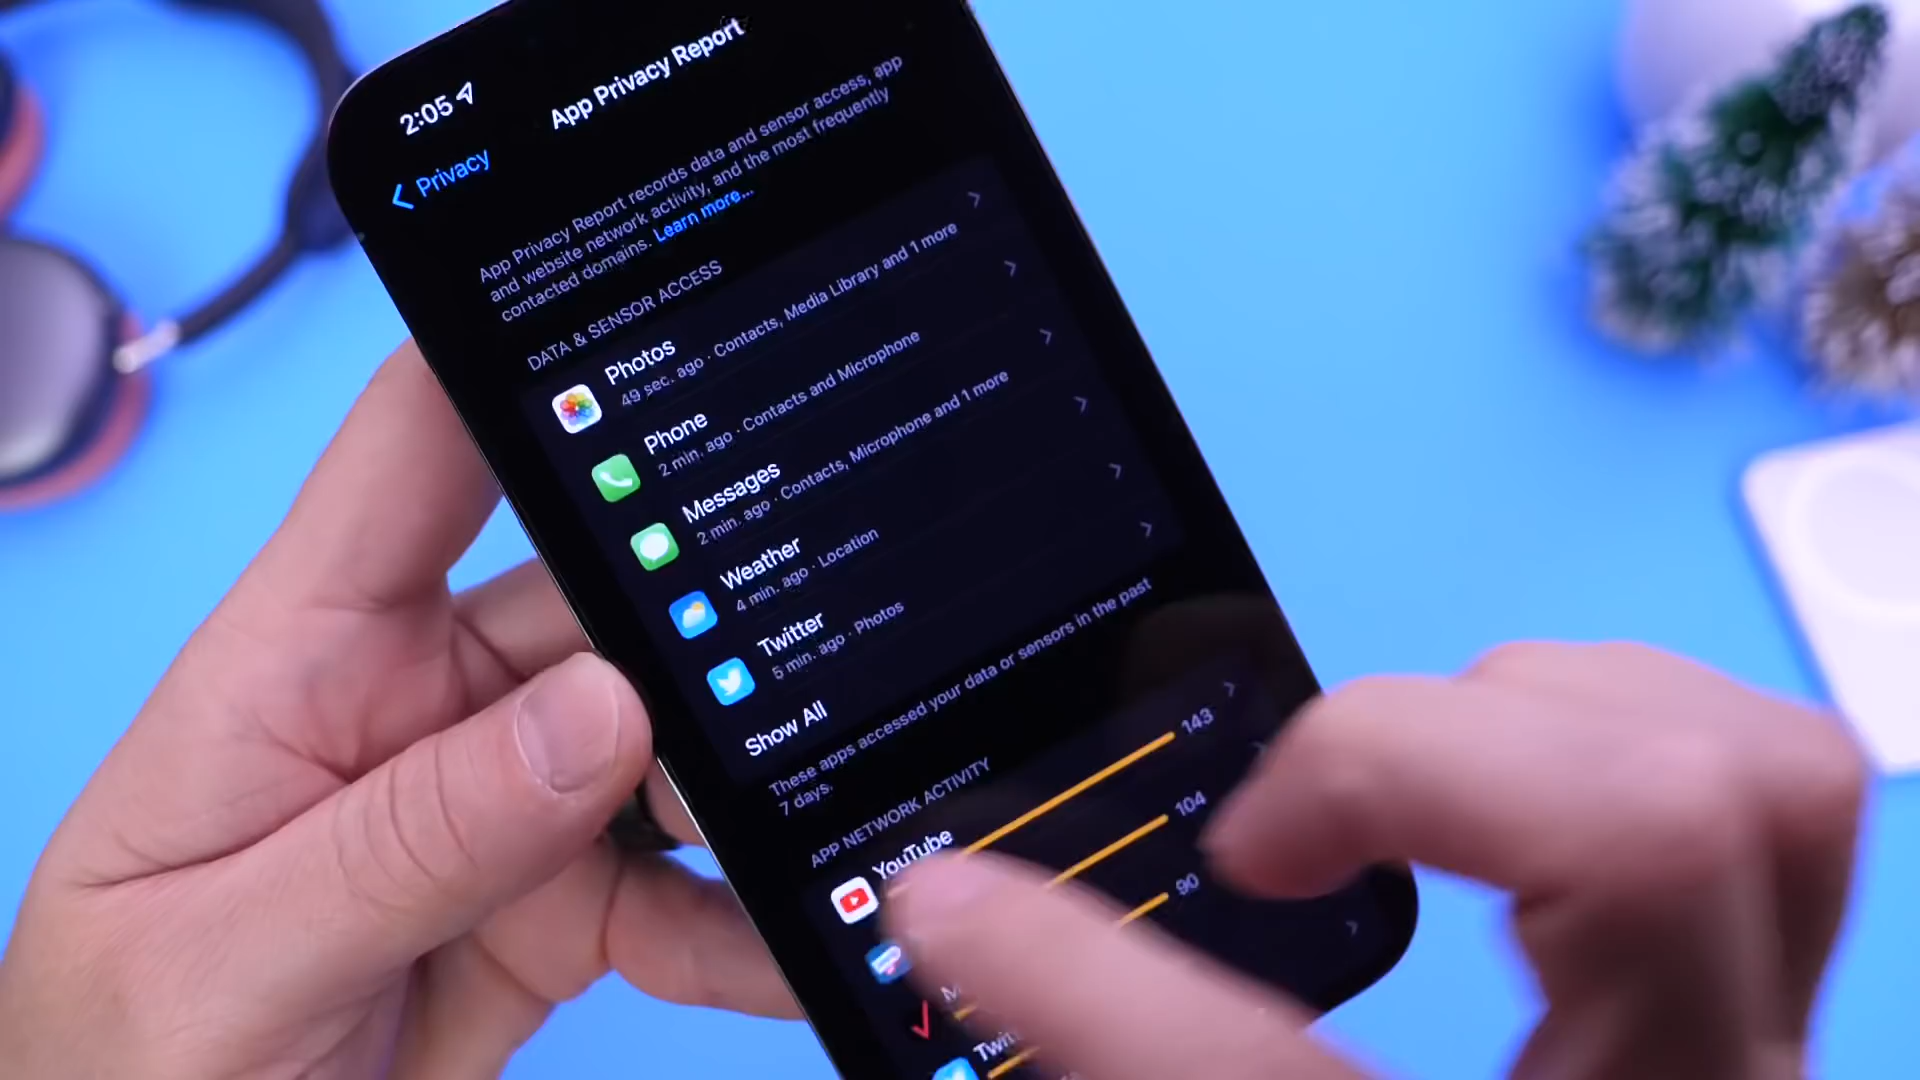 2:05
App Privacy Report
Privacy
App Privacy Report records data and sensor access, app
and website network activity, and the most frequently
contacted domains. Learn more...
DATA & SENSOR ACCESS
Photos
49 sec. ago · Contacts, Media Library and 1 more
Phone
2 min. ago · Contacts and Microphone
Messages
2 min. ago · Contacts, Microphone and 1 more
Weather
4 min. ago · Location
Twitter
5 min. ago · Photos
Show All
These apps accessed your data or sensors in the past
7 days.
APP NETWORK ACTIVITY
YouTube
143
104
90